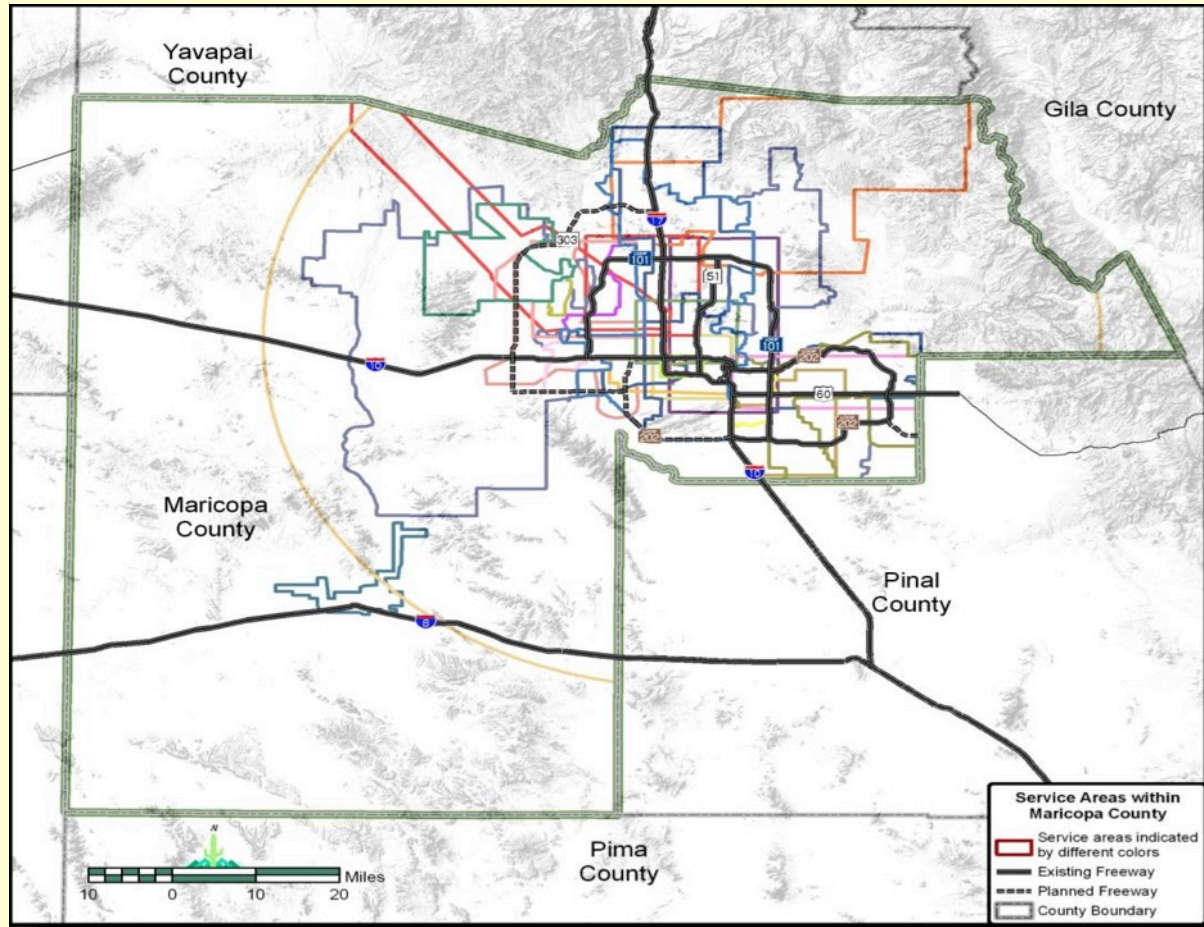 Yavapai
County
Gila County
17
303
101
51
101
10
202
60
202
202
10
Maricopa
County
Pinal
County
8
Pima
County
N
Miles
10 0 10 20
Service Areas within
Maricopa County
Service areas indicated
by different colors
Existing Freeway
Planned Freeway
County Boundary